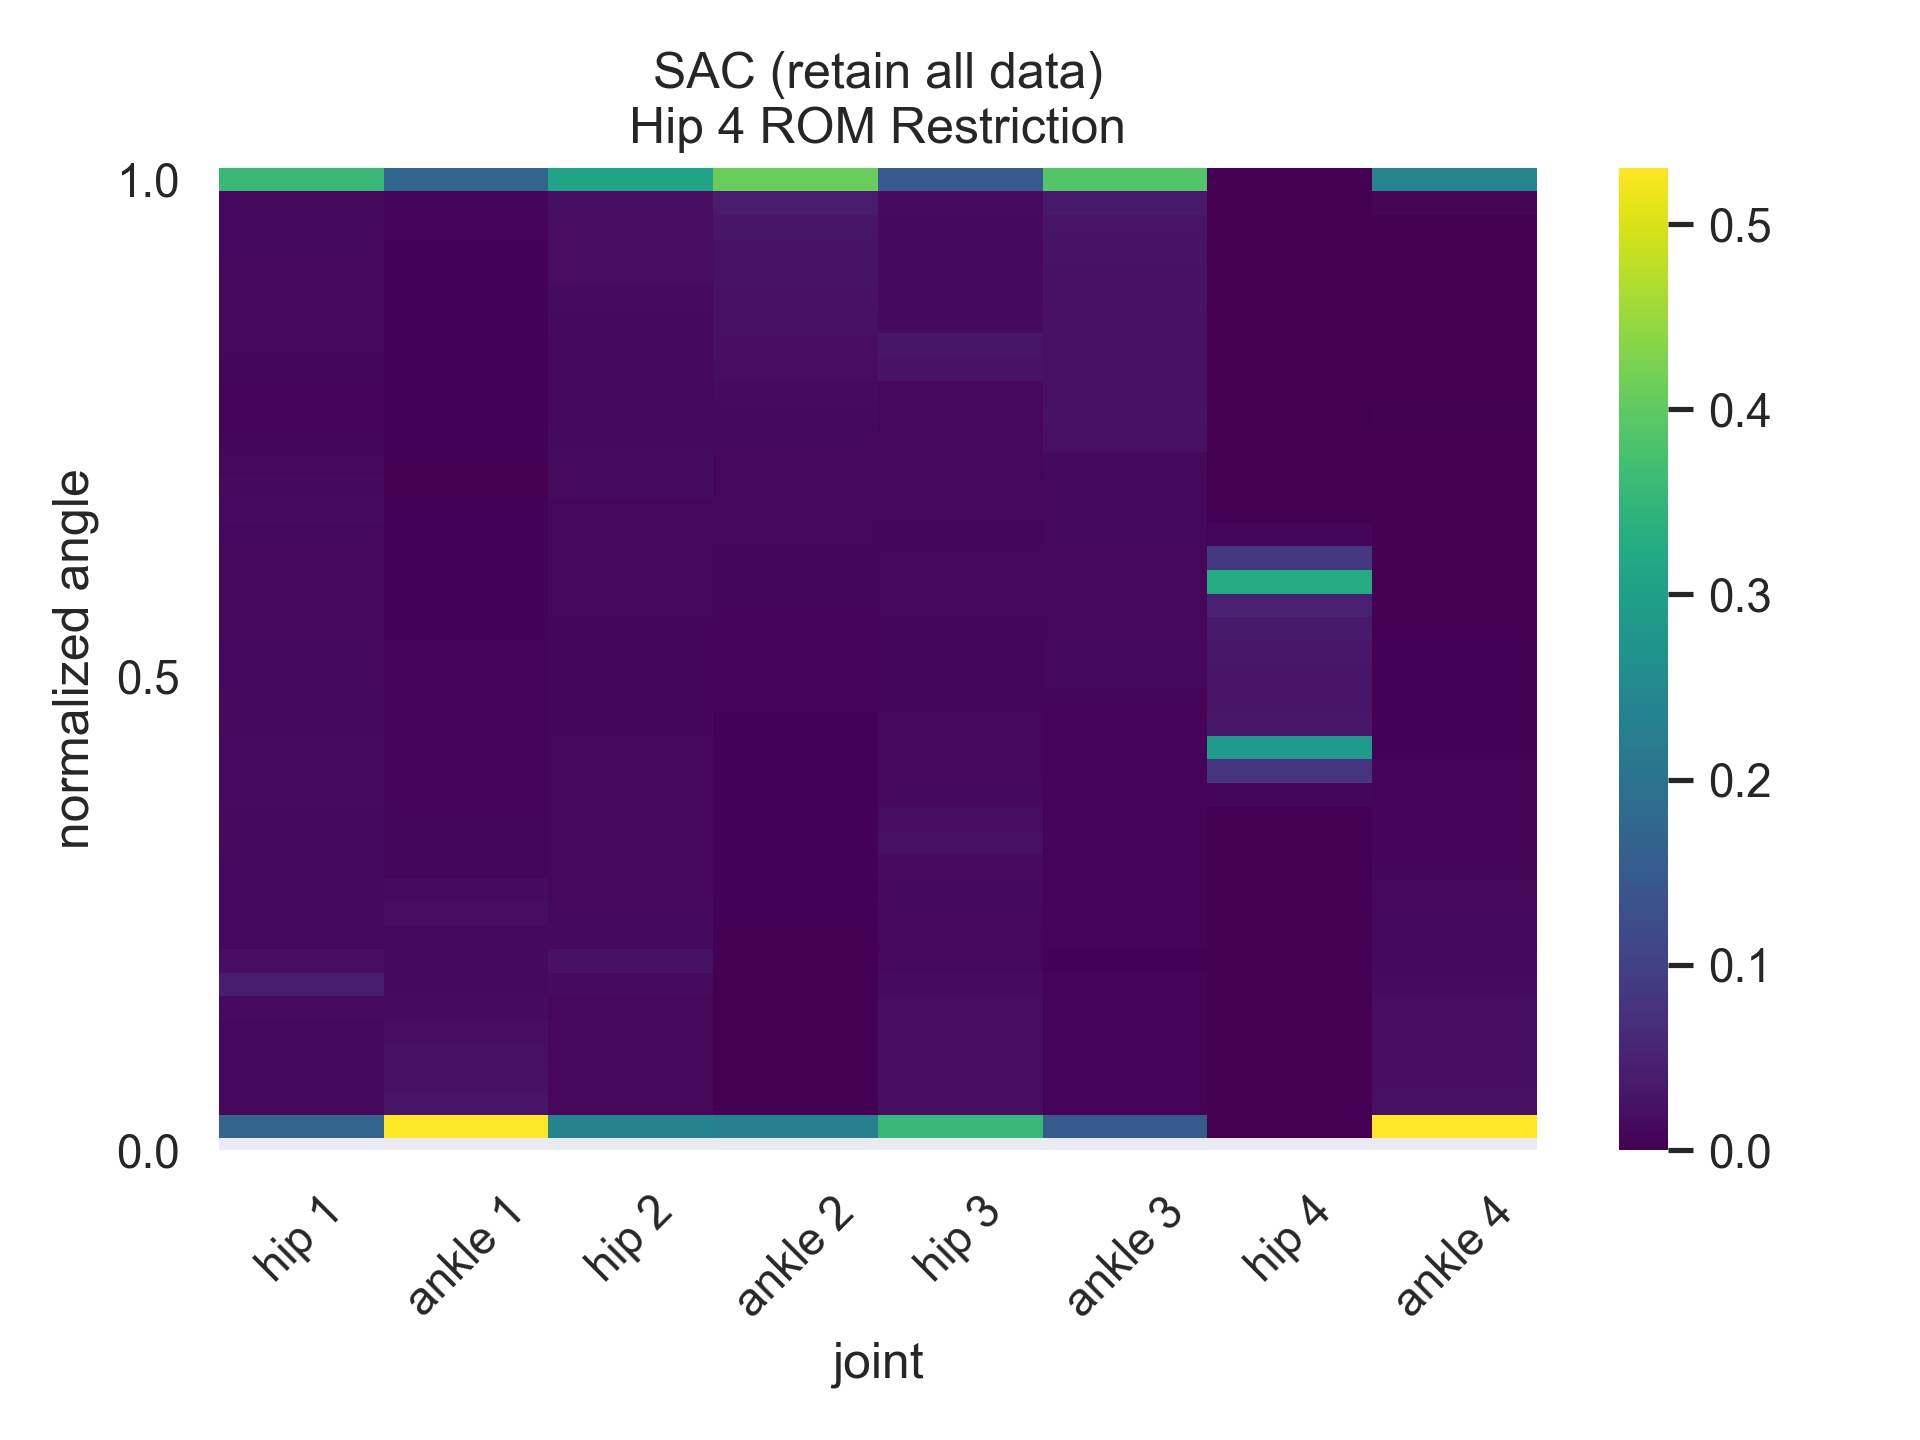 SAC (retain all data)
Hip 4 ROM Restriction
normalized angle
1.0
0.5
0.0
hip 1
ankle 1
hip 2
ankle 2
hip 3
ankle 3
hip 4
ankle 4
joint
0.5
0.4
0.3
0.2
0.1
0.0